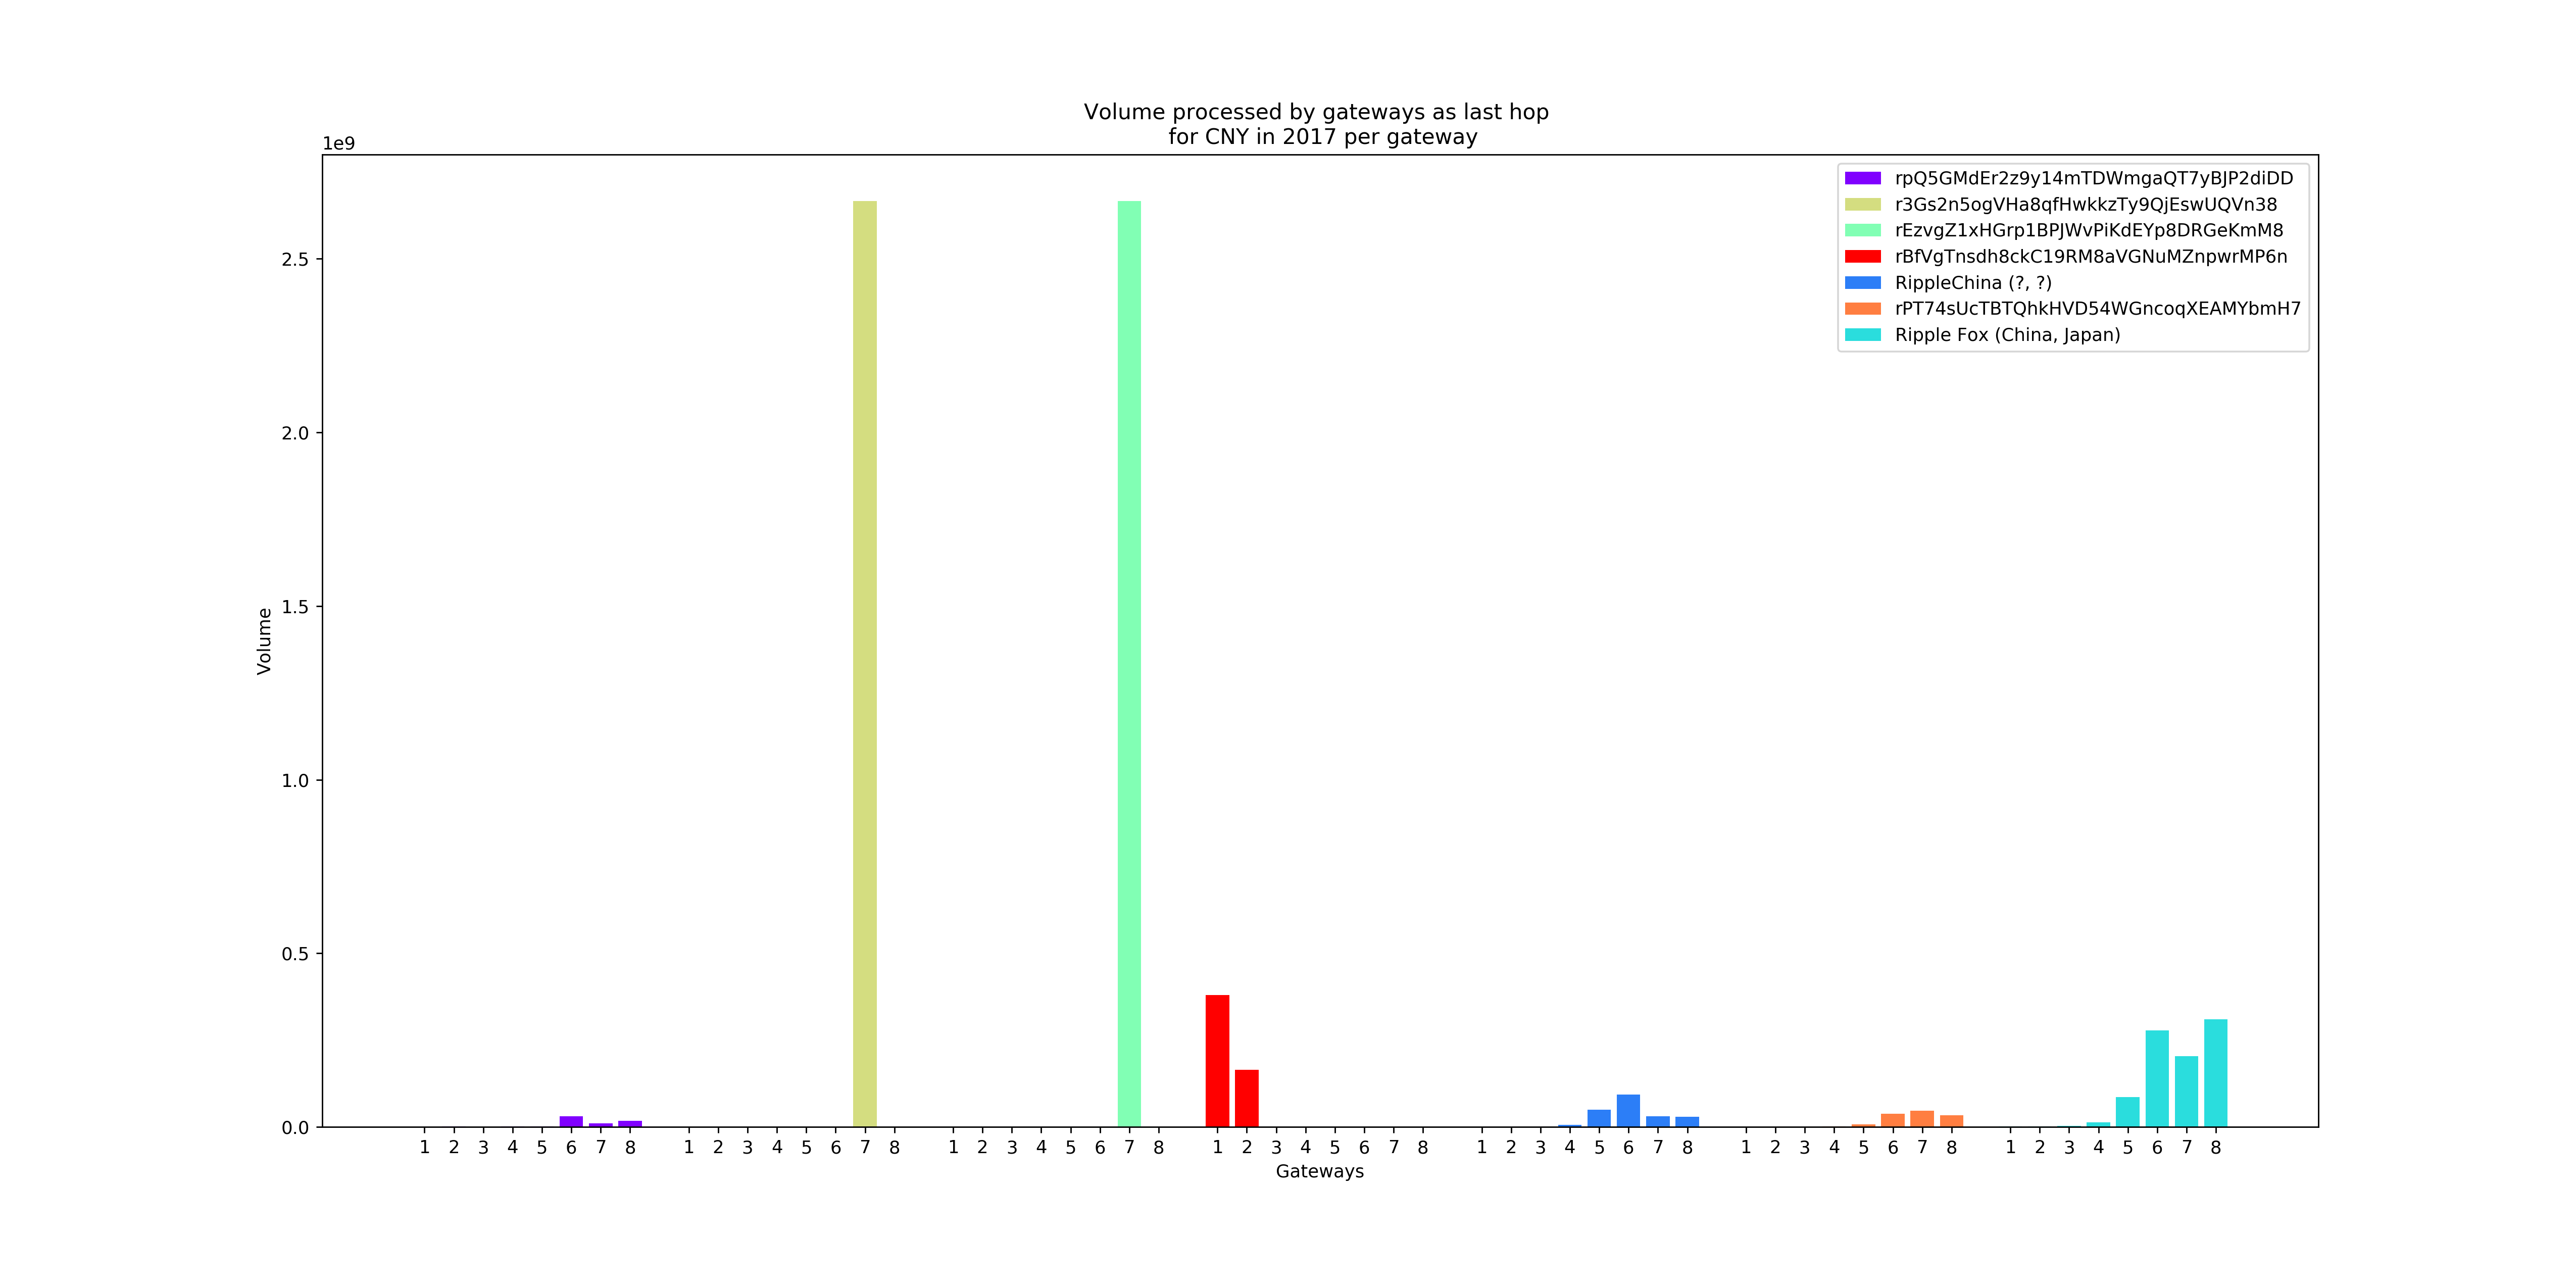 Volume processed by gateways as last hop
for CNY in 2017 per gateway
1e9
rpQ5GMdEr2z9y14mTDWmgaQT7yBJP2diDD
r3Gs2n5ogVHa8qfHwkkzTy9QjEswUQVn38
rEzvgZ1xHGrp1BPJWvPiKdEYp8DRGeKmM8
rBfVgTnsdh8ckC19RM8aVGNuMZnpwrMP6n
RippleChina (?, ?)
rPT74sUcTBTQhkHVD54WGncoqXEAMYbmH7
Ripple Fox (China, Japan)
2.5
2.0
1.5
Volume
1.0
0.5
0.0
1 2 3 4 5 6 7 8 1 2 3 4 5 6 7 8 1 2 3 4 5 6 7 8 1 2 3 4 5 6 7 8 1 2 3 4 5 6 7 8 1 2 3 4 5 6 7 8 1 2 3 4 5 6 7 8
Gateways